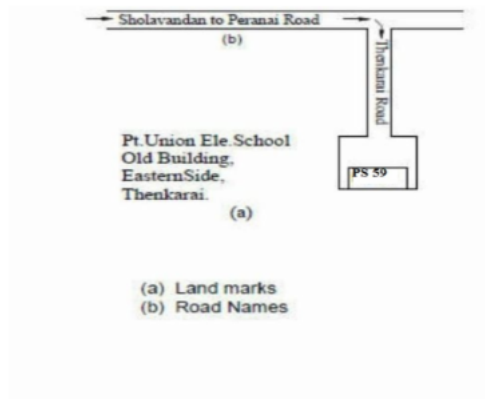 Sholavandan to Peranai Road
(b)
Thenkarai Road
Pt.Union Ele.School
Old Building,
EasternSide,
Thenkarai.
(a)
PS 59
(a) Land marks
(b) Road Names